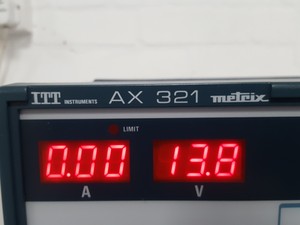 ITT INSTRUMENTS AX 321 metrix
LIMIT
0.00 13.8
A V